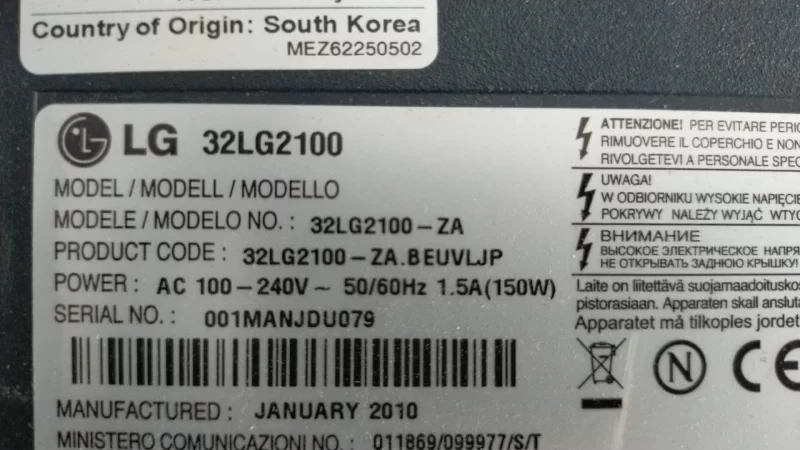 Country of Origin: South Korea
MEZ62250502
LG 32LG2100
MODEL / MODELL / MODELLO
MODELE / MODELO NO. : 32LG2100-ZA
PRODUCT CODE : 32LG2100-ZA.BEUVLJP
POWER : AC 100-240V ~ 50/60Hz 1.5A(150W)
SERIAL NO. : 001MANJDU079
MANUFACTURED : JANUARY 2010
MINISTERO COMUNICAZIONI NO. : 011869/099977/S/T
ATTENZIONE! PER EVITARE
RIMUOVERE IL COPERCHIO E NON
RIVOLGETEVI A PERSONALE
UWAGA!
W ODBIORNIKU WYSOKIE NAPIĘCIE
POKRYWY NALEŻY WYJĄĆ
ВНИМАНИЕ
ВЫСОКОЕ ЭЛЕКТРИЧЕСКОЕ
НЕ ОТКРЫВАТЬ ЗАДНЮЮ КРЫШКУ!
Laite on liitettävä
pistorasiaan. Apparaten skall
Apparatet må tilkoples
N CE